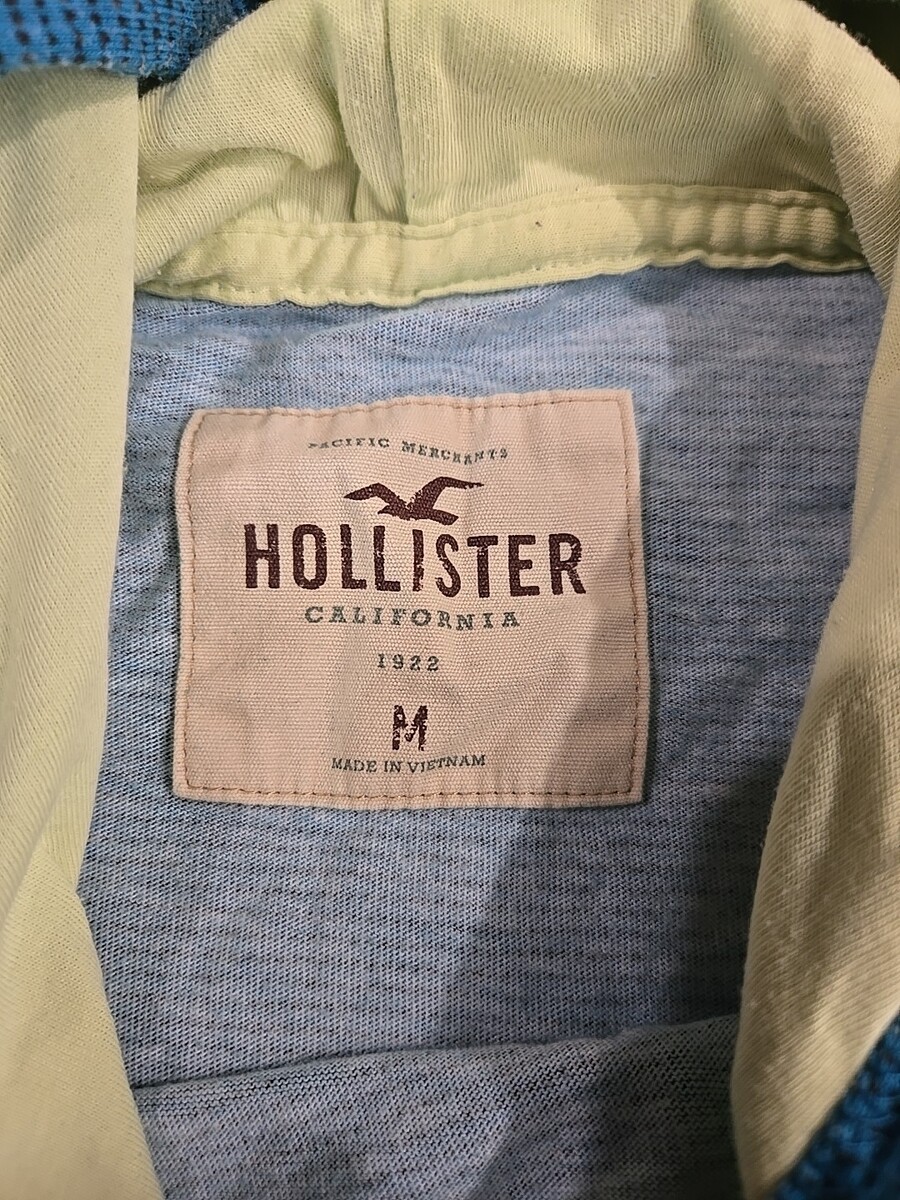 PACIFIC MERCHANTS
HOLLISTER
CALIFORNIA
1922
M
MADE IN VIETNAM